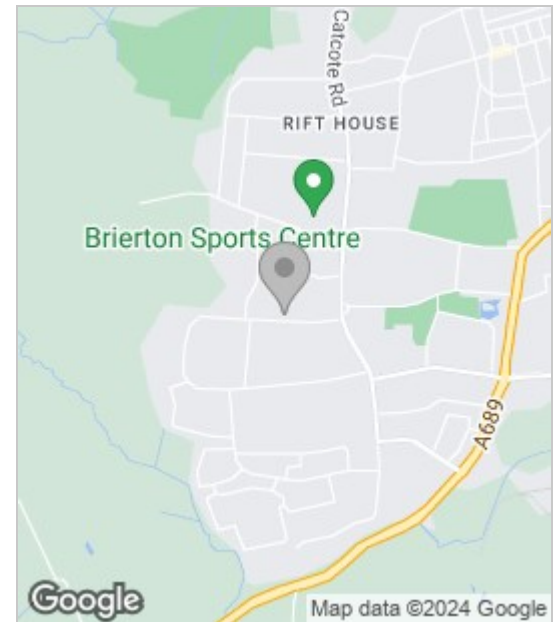 Catcote Rd
RIFT HOUSE
Brierton Sports Centre
A689
Google
Map data ©2024 Google